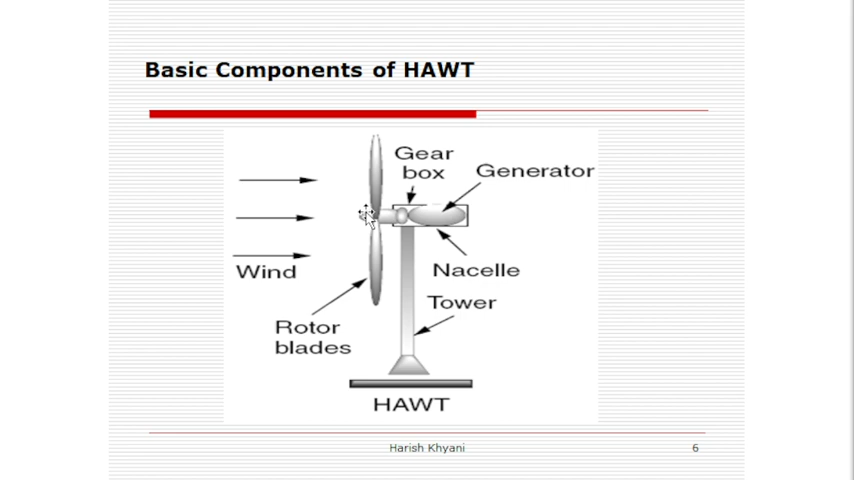 Basic Components of HAWT
Gear
box
Generator
Wind
Nacelle
Tower
Rotor
blades
HAWT
Harish Khyani
6